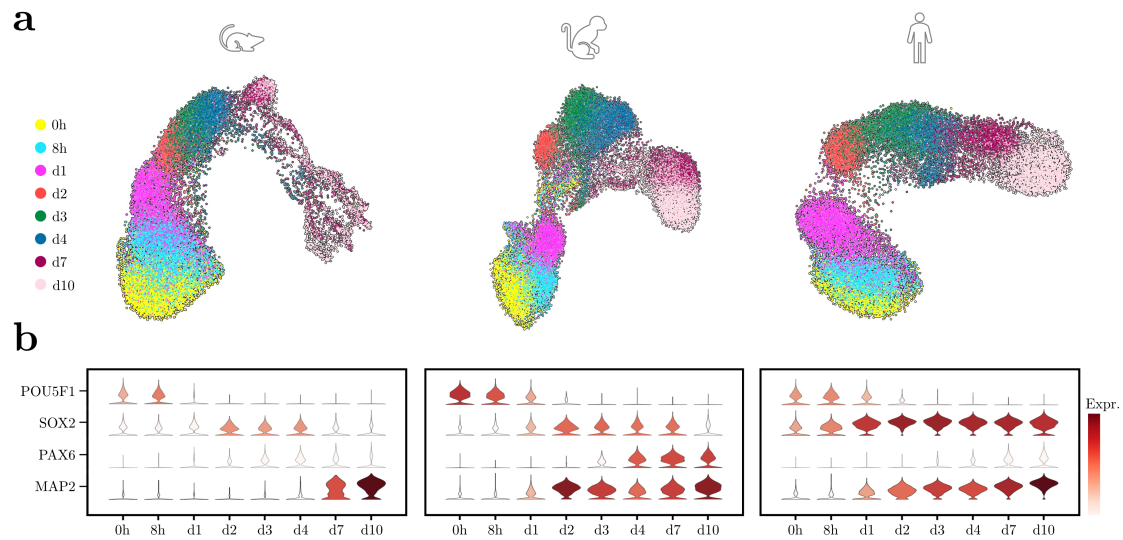 a
0h
8h
d1
d2
d3
d4
d7
d10
b
POU5F1
SOX2
PAX6
MAP2
Expr.
0h 8h d1 d2 d3 d4 d7 d10
0h 8h d1 d2 d3 d4 d7 d10
0h 8h d1 d2 d3 d4 d7 d10